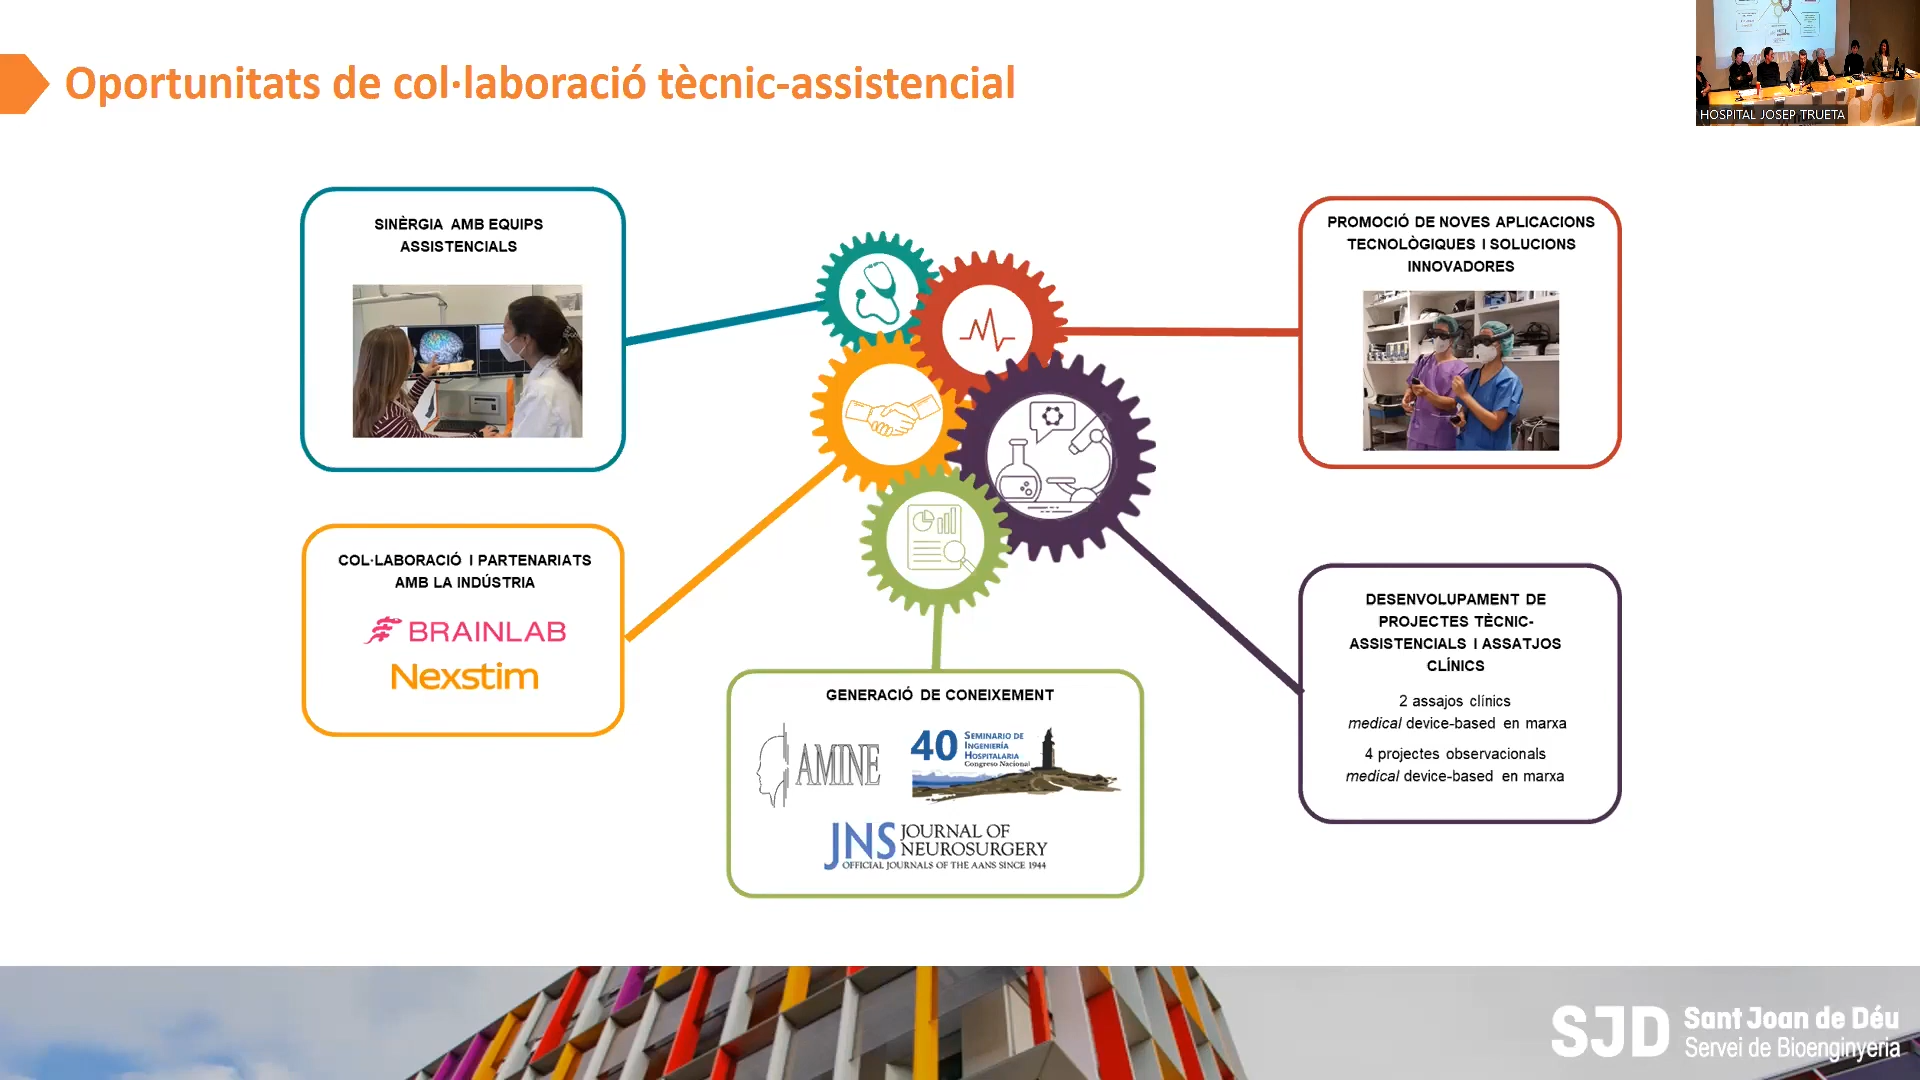 Oportunitats de col·laboració tècnic-assistencial
HOSPITAL JOSEP TRUETA
SINÈRGIA AMB EQUIPS
ASSISTENCIALS
PROMOCIÓ DE NOVES APLICACIONS
TECNOLÒGIQUES I SOLUCIONS
INNOVADORES
COL·LABORACIÓ I PARTENARIATS
AMB LA INDÚSTRIA
BRAINLAB
Nexstim
GENERACIÓ DE CONEIXEMENT
AMINE
40 SEMINARIO DE
INGENIERÍA
HOSPITALARIA
Congreso Nacional
JNS JOURNAL OF
NEUROSURGERY
OFFICIAL JOURNALS OF THE AANS SINCE 1944
DESENVOLUPAMENT DE
PROJECTES TÈCNIC-
ASSISTENCIALS I ASSATJOS
CLÍNICS
2 assajos clínics
medical device-based en marxa
4 projectes observacionals
medical device-based en marxa
SJD Sant Joan de Déu
Servei de Bioenginyeria